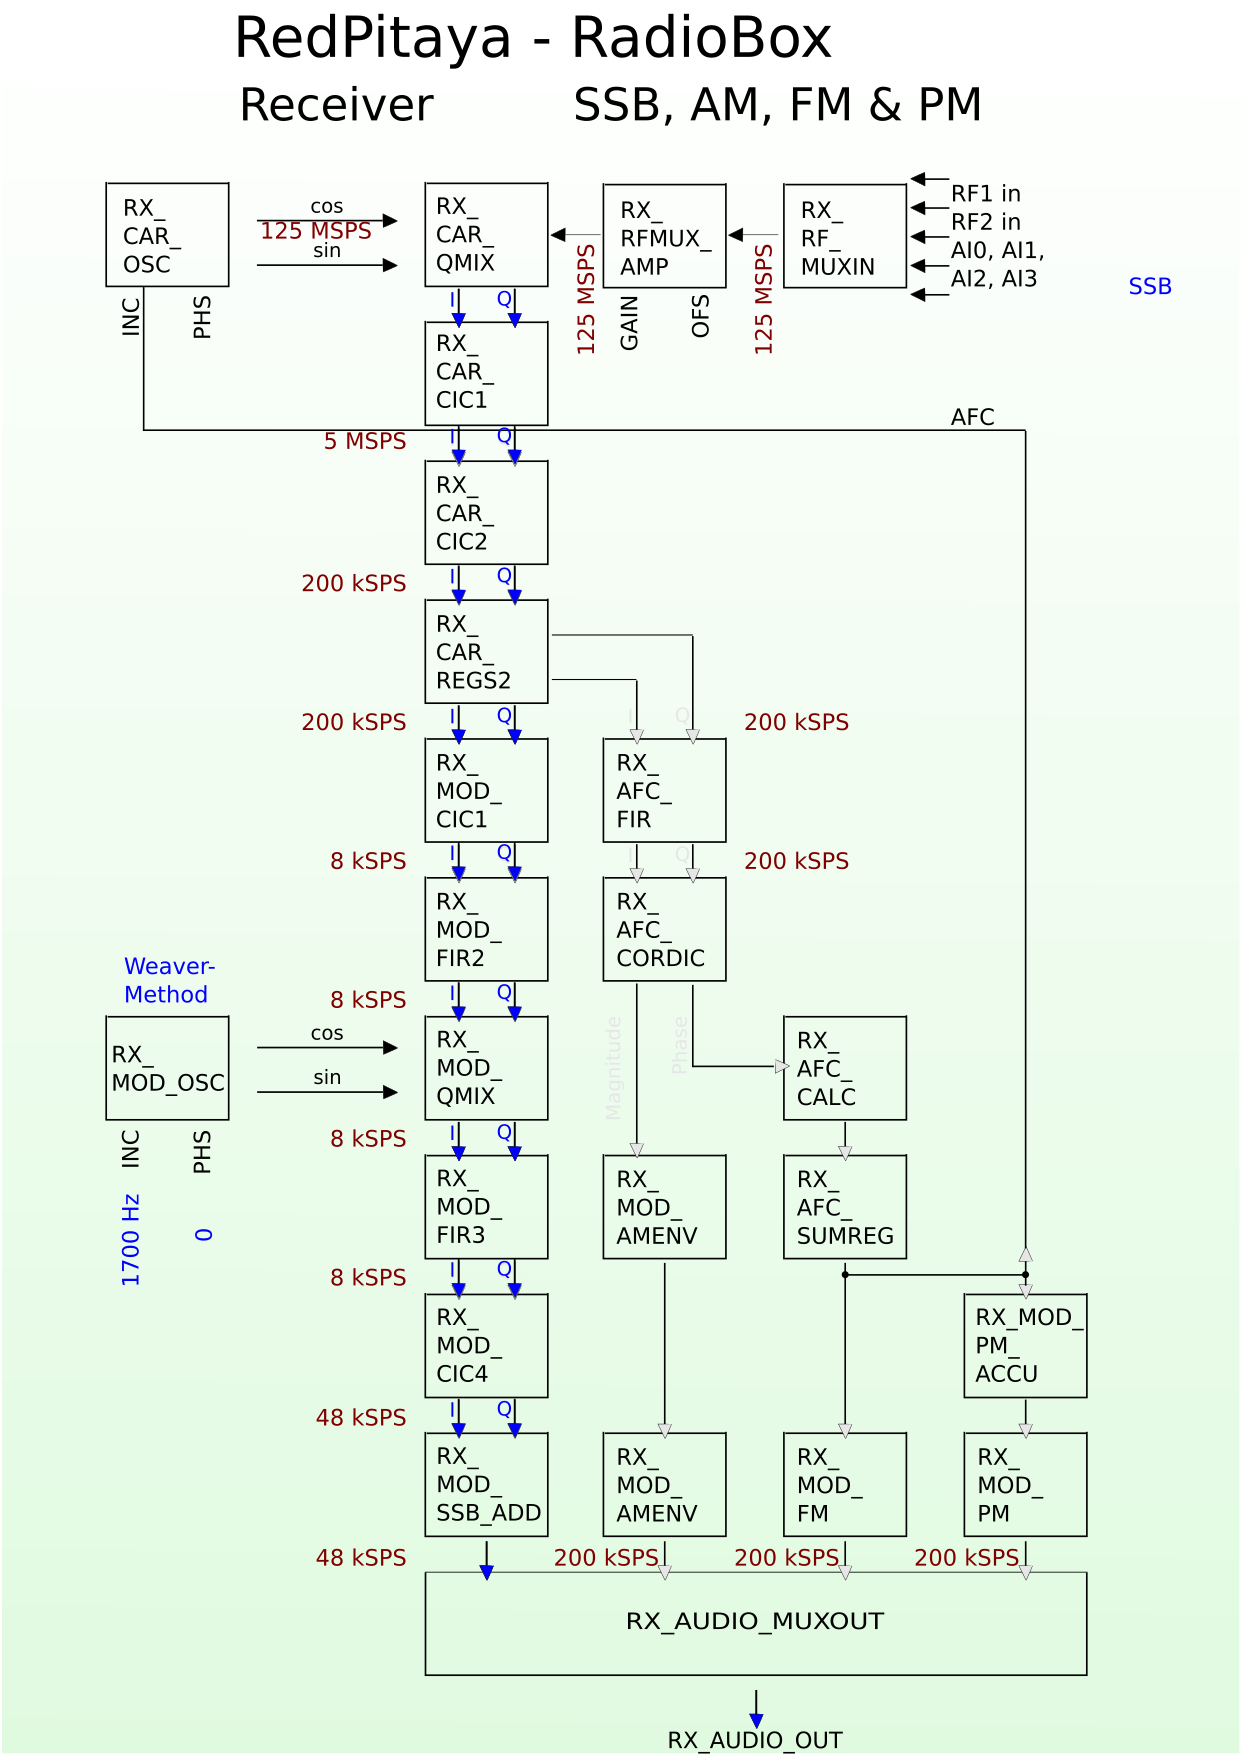 RedPitaya - RadioBox
Receiver SSB, AM, FM & PM
RX_
CAR_
OSC
cos
125 MSPS
sin
RX_
CAR_
QMIX
RX_
RFMUX_
AMP
RX_
RF_
MUXIN
RF1 in
RF2 in
AI0, AI1,
AI2, AI3
SSB
INC
PHS
I Q
125 MSPS
GAIN
OFS
125 MSPS
RX_
CAR_
CIC1
AFC
5 MSPS
I Q
RX_
CAR_
CIC2
200 kSPS
I Q
RX_
CAR_
REGS2
200 kSPS
I Q
I Q
200 kSPS
RX_
MOD_
CIC1
RX_
AFC_
FIR
8 kSPS
I Q
I Q
200 kSPS
RX_
MOD_
FIR2
RX_
AFC_
CORDIC
Weaver-
Method
8 kSPS
I Q
RX_
MOD_OSC
cos
sin
RX_
MOD_
QMIX
Magnitude
Phase
RX_
AFC_
CALC
INC
PHS
8 kSPS
I Q
1700 Hz
0
RX_
MOD_
FIR3
RX_
MOD_
AMENV
RX_
AFC_
SUMREG
8 kSPS
I Q
RX_
MOD_
CIC4
RX_MOD_
PM_
ACCU
48 kSPS
I Q
RX_
MOD_
SSB_ADD
RX_
MOD_
AMENV
RX_
MOD_
FM
RX_
MOD_
PM
48 kSPS
200 kSPS
200 kSPS
200 kSPS
RX_AUDIO_MUXOUT
RX_AUDIO_OUT